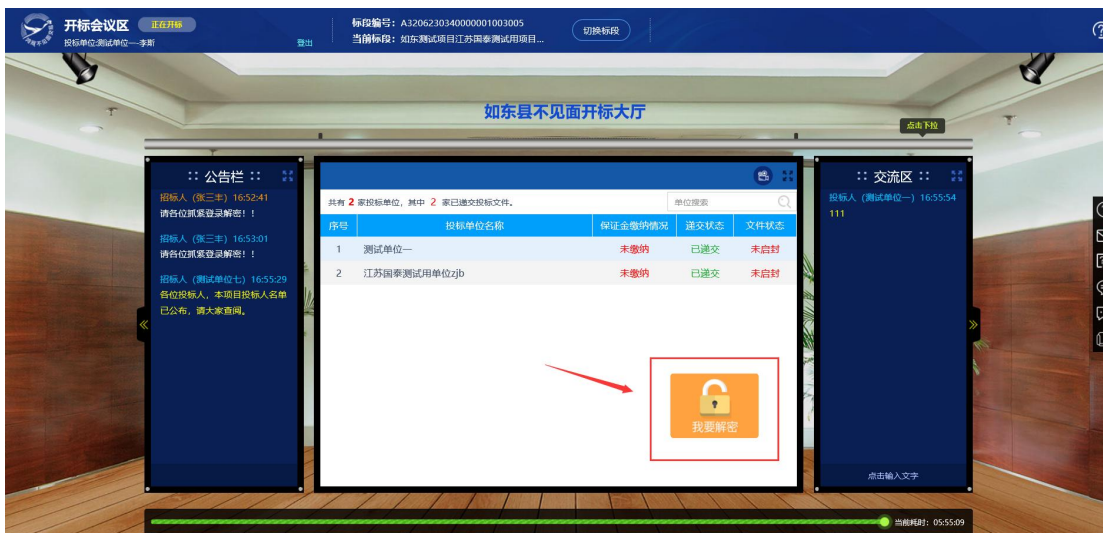 开标会议区 正在开标
投标单位:测试单位一-李斯
登出
标段编号：A3206230340000001003005
当前标段：如东测试项目江苏国泰测试用项目...
切换标段
如东县不见面开标大厅
点击下拉
:: 公告栏 ::
招标人（张三丰）16:52:41
请各位抓紧登录解密！！
招标人（张三丰）16:53:01
请各位抓紧登录解密！！
招标人（测试单位七）16:55:29
各位投标人，本项目投标人名单
已公布，请大家查阅。
共有 2 家投标单位，其中 2 家已递交投标文件。
单位搜索
序号 投标单位名称 保证金缴纳情况 递交状态 文件状态
1 测试单位一 未缴纳 已递交 未启封
2 江苏国泰测试用单位zjb 未缴纳 已递交 未启封
我要解密
:: 交流区 ::
投标人（测试单位一）16:55:54
111
点击输入文字
当前耗时：05:55:09